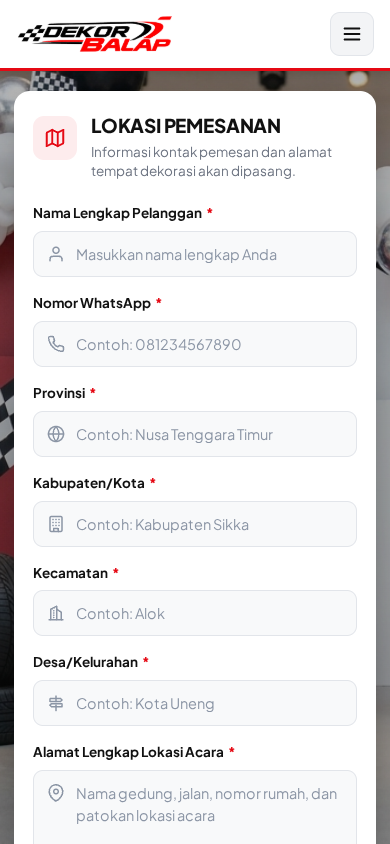 DEKOR
BALAP
LOKASI PEMESANAN
Informasi kontak pemesan dan alamat
tempat dekorasi akan dipasang.
Nama Lengkap Pelanggan *
Masukkan nama lengkap Anda
Nomor WhatsApp *
Contoh: 081234567890
Provinsi *
Contoh: Nusa Tenggara Timur
Kabupaten/Kota *
Contoh: Kabupaten Sikka
Kecamatan *
Contoh: Alok
Desa/Kelurahan *
Contoh: Kota Uneng
Alamat Lengkap Lokasi Acara *
Nama gedung, jalan, nomor rumah, dan
patokan lokasi acara